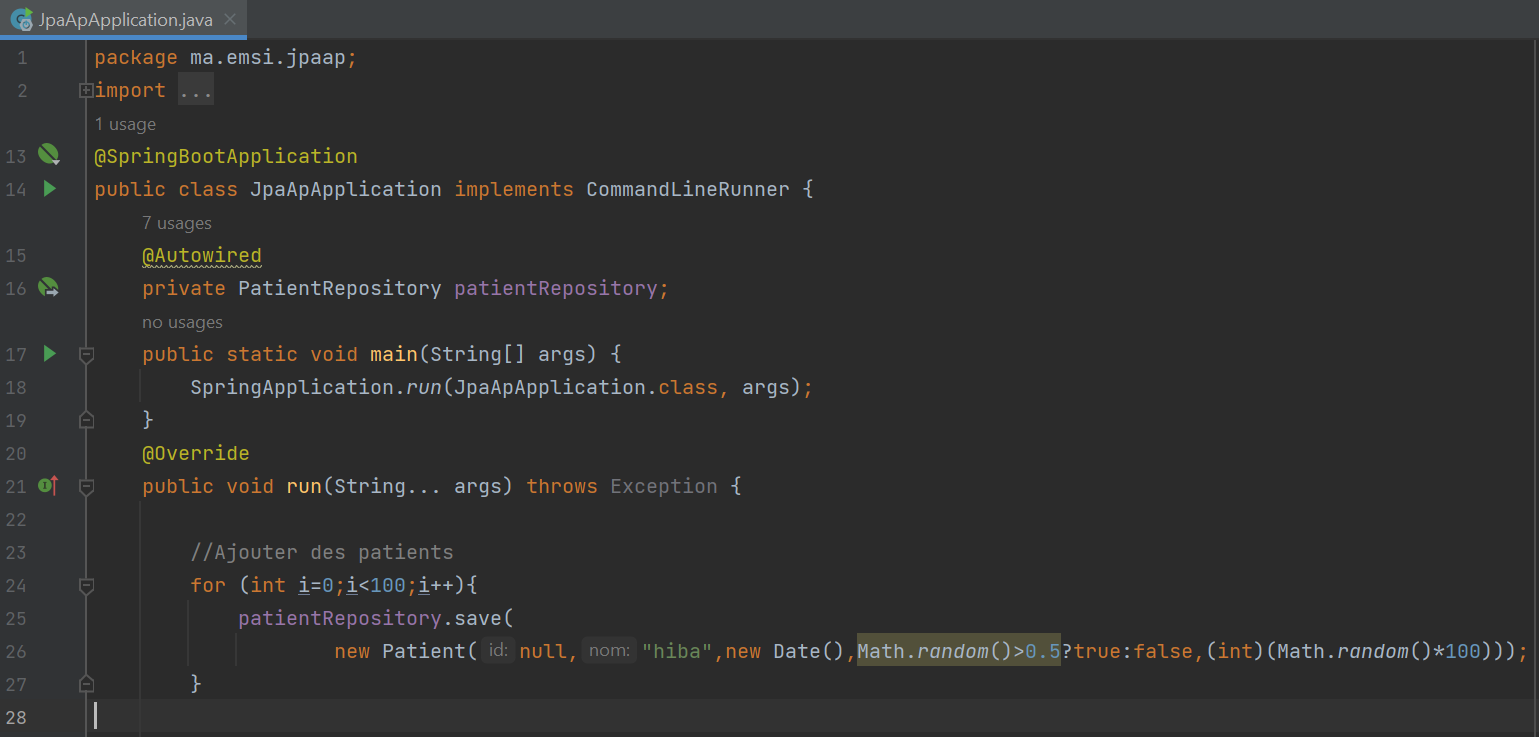 JpaApApplication.java
1 package ma.emsi.jpaap;
2 import ...
1 usage
13 @SpringBootApplication
14 public class JpaApApplication implements CommandLineRunner {
7 usages
15 @Autowired
16 private PatientRepository patientRepository;
no usages
17 public static void main(String[] args) {
18 SpringApplication.run(JpaApApplication.class, args);
19 }
20 @Override
21 public void run(String... args) throws Exception {
22
23 //Ajouter des patients
24 for (int i=0;i<100;i++){
25 patientRepository.save(
26 new Patient( id: null, nom: "hiba",new Date(),Math.random()>0.5?true:false,(int)(Math.random()*100)));
27 }
28